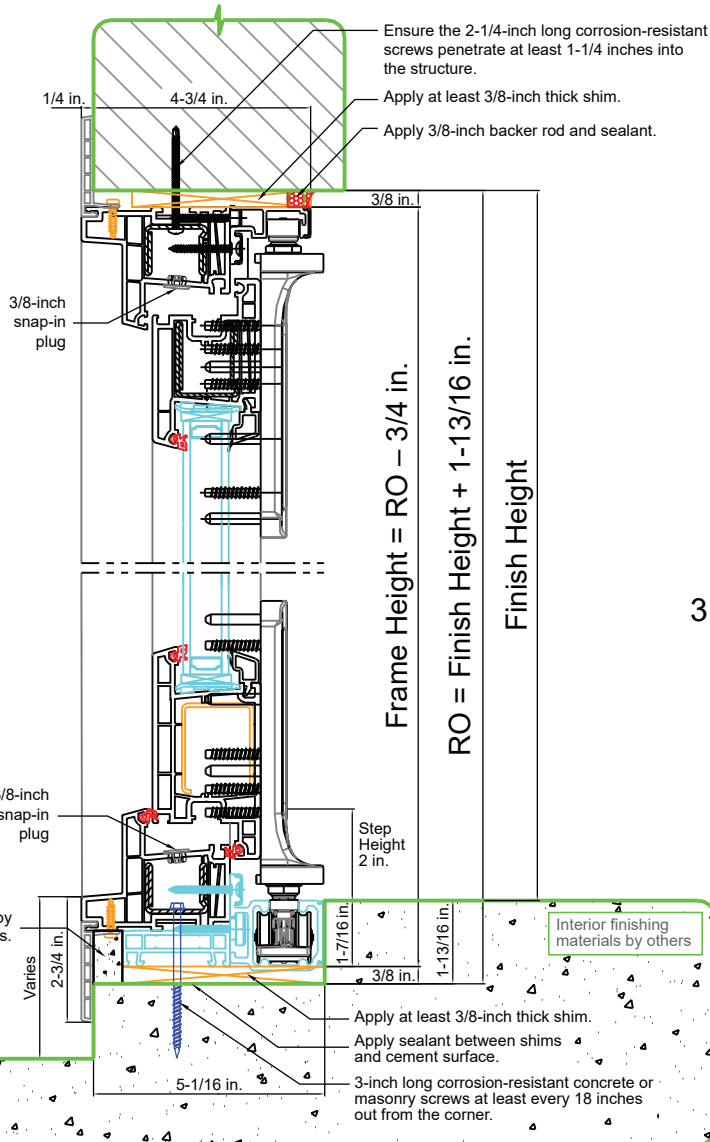 Ensure the 2-1/4-inch long corrosion-resistant
screws penetrate at least 1-1/4 inches into
the structure.
1/4 in.
4-3/4 in.
Apply at least 3/8-inch thick shim.
Apply 3/8-inch backer rod and sealant.
3/8 in.
3/8-inch
snap-in
plug
Frame Height = RO – 3/4 in.
RO = Finish Height + 1-13/16 in.
Finish Height
3
/8-inch
snap-in
plug
Step
Height
2 in.
by
s.
Varies
2-3/4 in.
1-7/16 in.
1-13/16 in.
Interior finishing
materials by others
3/8 in.
Apply at least 3/8-inch thick shim.
Apply sealant between shims
and cement surface.
5-1/16 in.
3-inch long corrosion-resistant concrete or
masonry screws at least every 18 inches
out from the corner.